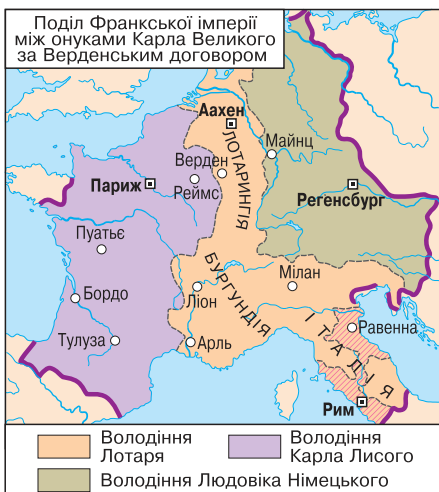 Поділ Франкської імперії
між онуками Карла Великого
за Верденським договором
Аахен
ЛОТАРИНГІЯ
Майнц
Верден
Париж
Реймс
Регенсбург
Пуатьє
БУРГУНДІЯ
Мілан
Бордо
Ліон
ІТАЛІЯ
Равенна
Тулуза
Арль
Рим
Володіння
Лотаря
Володіння
Карла Лисого
Володіння Людовіка Німецького